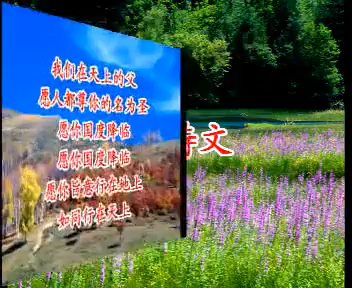 我们在天上的父
愿人都尊你的名为圣
愿你国度降临
愿你国度降临
愿你旨意行在地上
如同行在天上
文